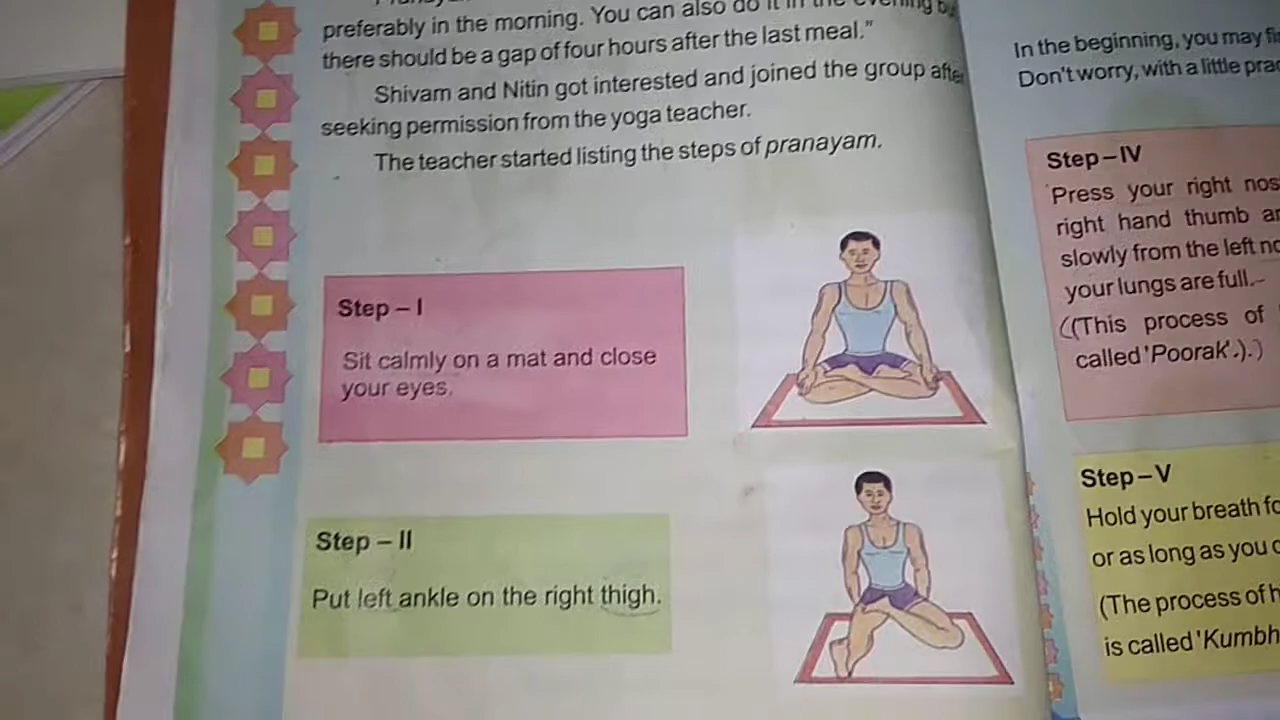 preferably in the morning. You can also do it in the evening
there should be a gap of four hours after the last meal."
Shivam and Nitin got interested and joined the group after
seeking permission from the yoga teacher.
The teacher started listing the steps of pranayam.
Step – I
Sit calmly on a mat and close
your eyes.
Step – II
Put left ankle on the right thigh.
In the beginning, you may
Don't worry, with a little
Step – IV
Press your right
right hand thumb
slowly from the left
your lungs are full.
((This process of
called 'Poorak'.).)
Step – V
Hold your breath
or as long as you
(The process of
is called '